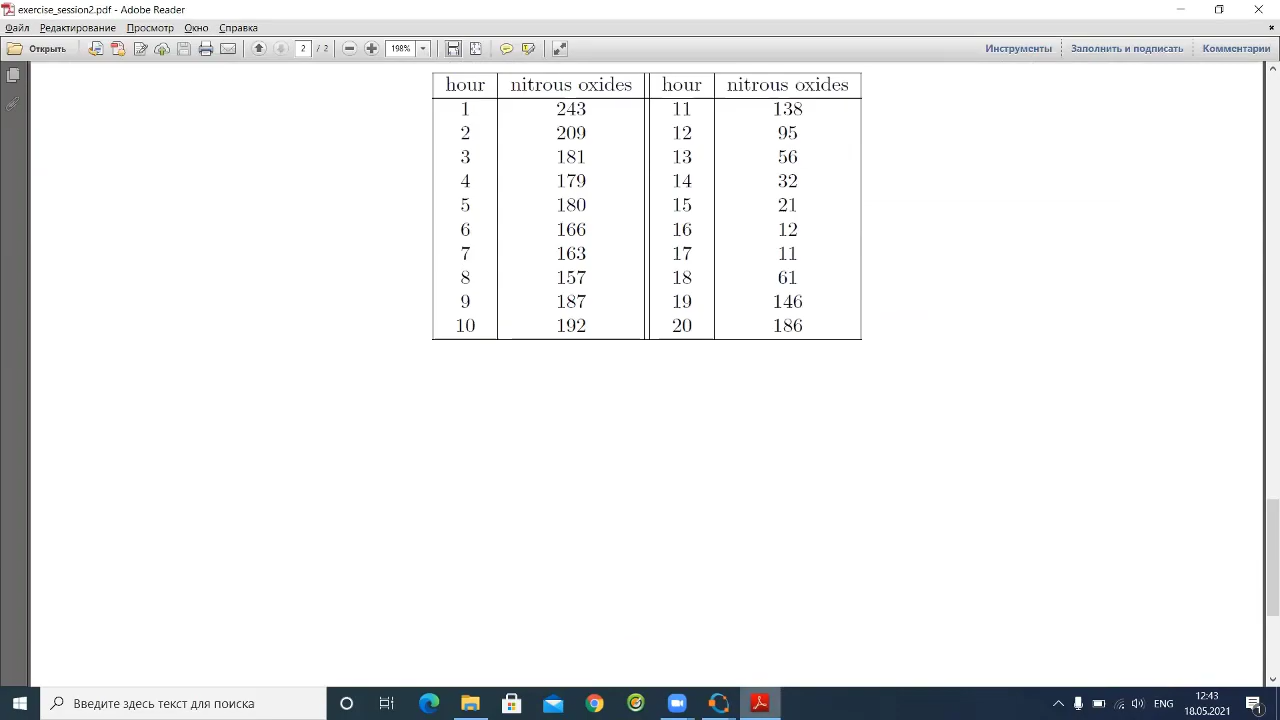 exercise_session2.pdf - Adobe Reader
Файл Редактирование Просмотр Окно Справка
Открыть 2 / 2 198% Инструменты Заполнить и подписать Комментарии
hour nitrous oxides hour nitrous oxides
1 243 11 138
2 209 12 95
3 181 13 56
4 179 14 32
5 180 15 21
6 166 16 12
7 163 17 11
8 157 18 61
9 187 19 146
10 192 20 186
Введите здесь текст для поиска
ENG
12:43
18.05.2021
1